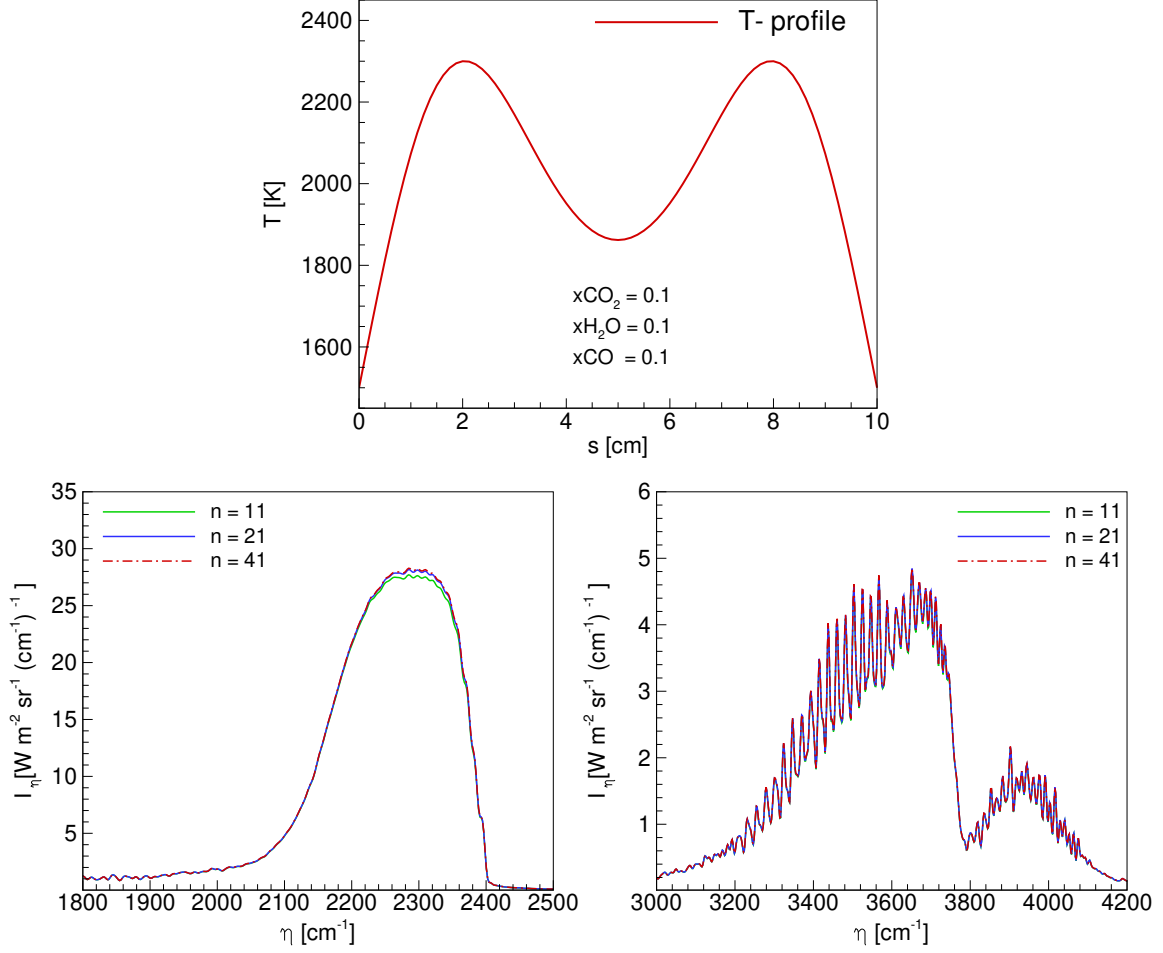 T- profile
T [K]
2400
2200
2000
1800
1600
xCO₂ = 0.1
xH₂O = 0.1
xCO = 0.1
0 2 4 6 8 10
s [cm]
n = 11
n = 21
n = 41
I η[W m⁻² sr⁻¹ (cm⁻¹) ⁻¹ ]
35
30
25
20
15
10
5
1800 1900 2000 2100 2200 2300 2400 2500
η [cm⁻¹]
n = 11
n = 21
n = 41
I η[W m⁻² sr⁻¹ (cm⁻¹) ⁻¹ ]
6
5
4
3
2
1
0
3000 3200 3400 3600 3800 4000 4200
η [cm⁻¹]